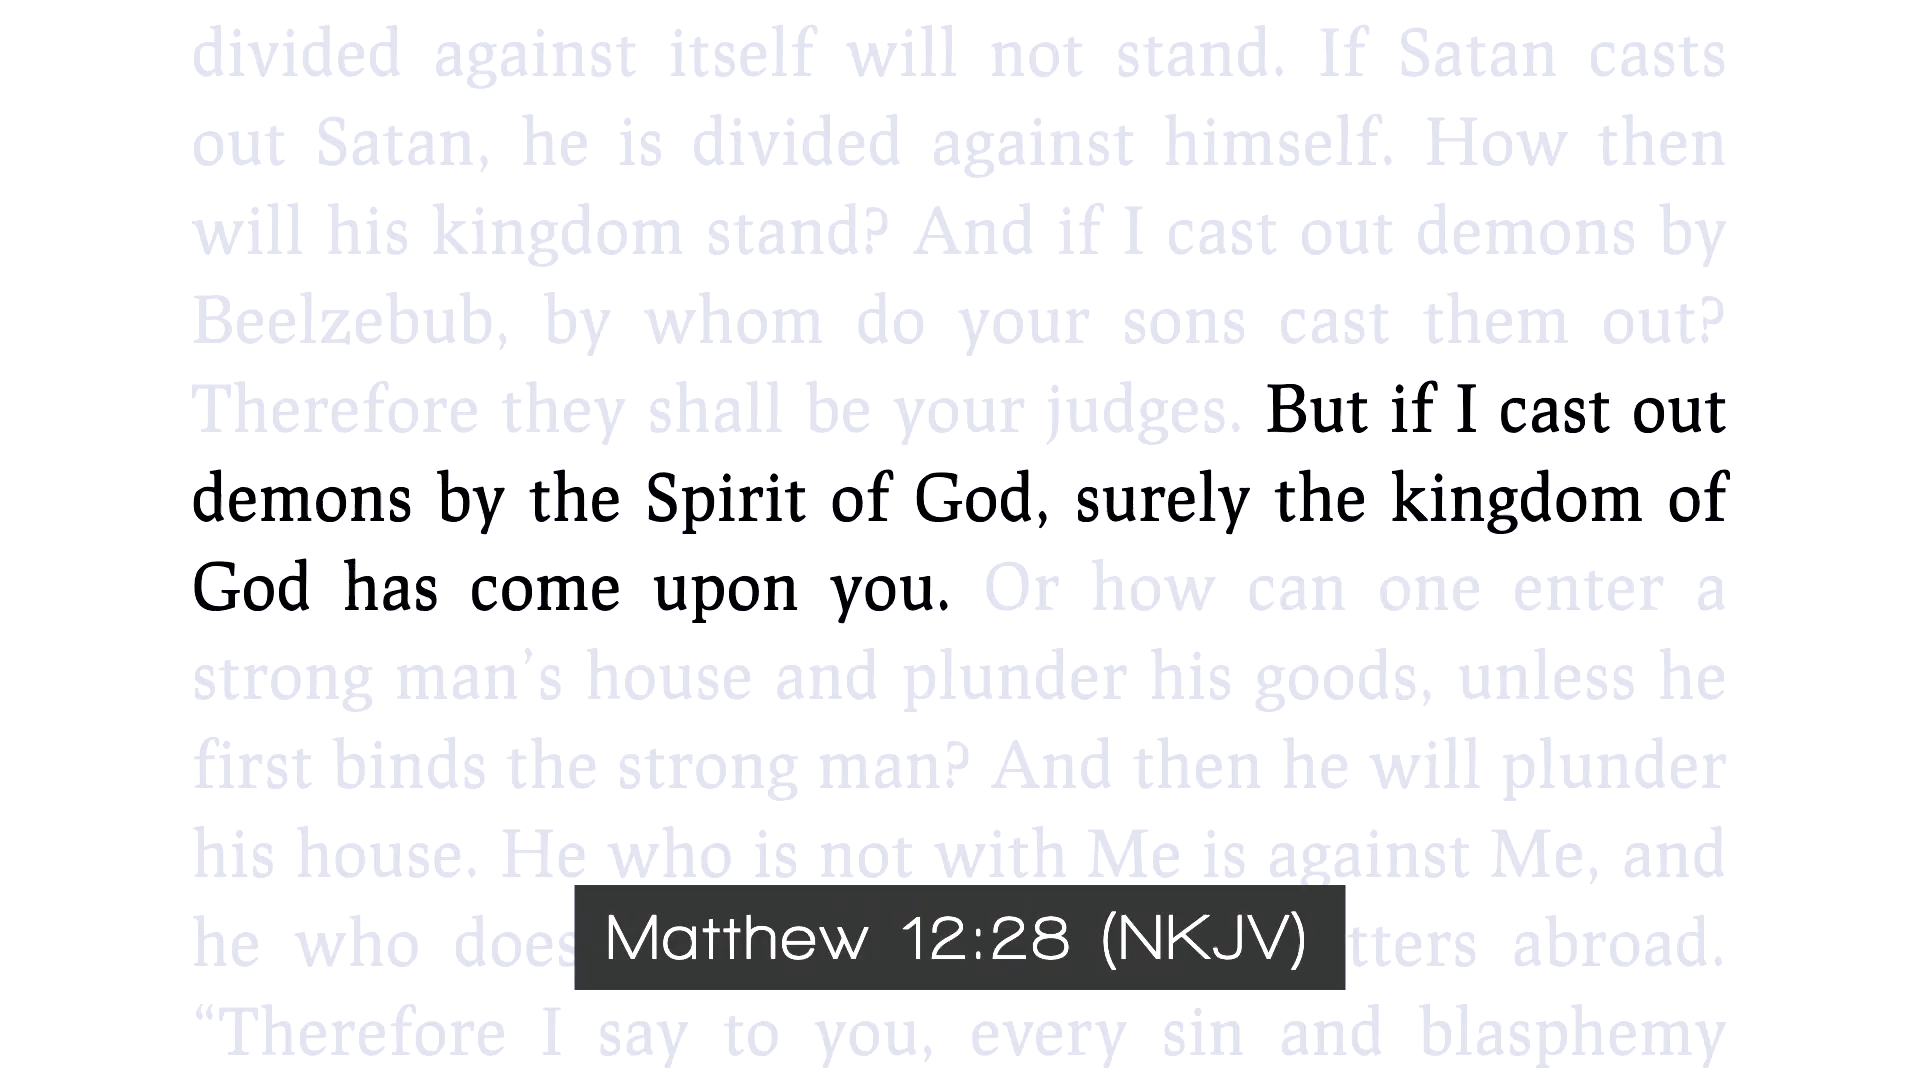 divided against itself will not stand. If Satan casts
out Satan, he is divided against himself. How then
will his kingdom stand? And if I cast out demons by
Beelzebub, by whom do your sons cast them out?
Therefore they shall be your judges. But if I cast out
demons by the Spirit of God, surely the kingdom of
God has come upon you. Or how can one enter a
strong man’s house and plunder his goods, unless he
first binds the strong man? And then he will plunder
his house. He who is not with Me is against Me, and
he who does tters abroad.
Matthew 12:28 (NKJV)
“Therefore I say to you, every sin and blasphemy